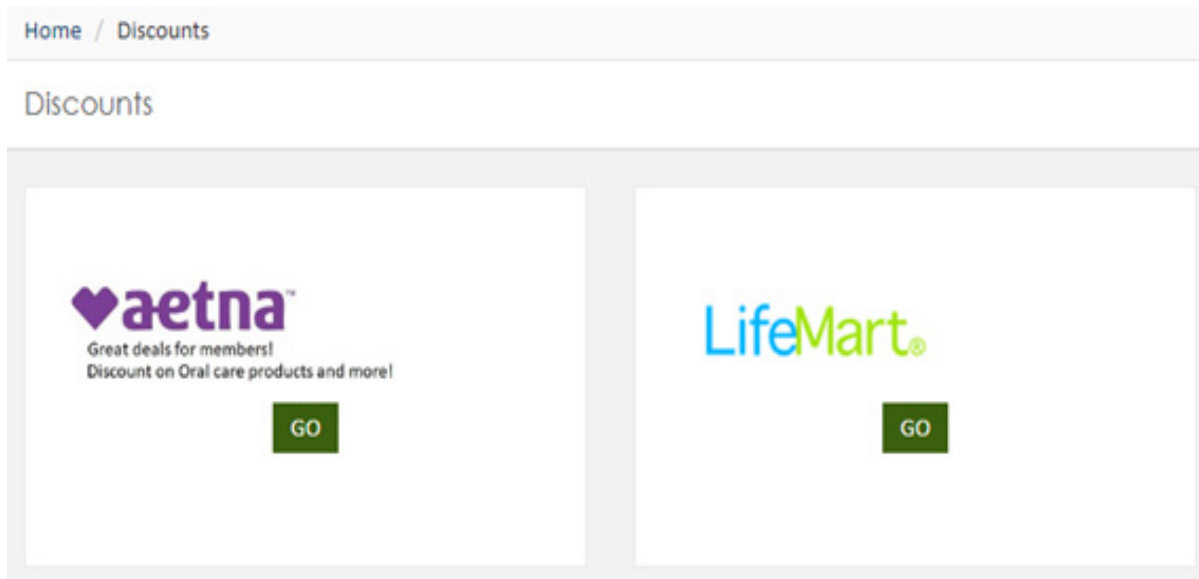 Home / Discounts
Discounts
aetna™
Great deals for members!
Discount on Oral care products and more!
GO
LifeMart®
GO